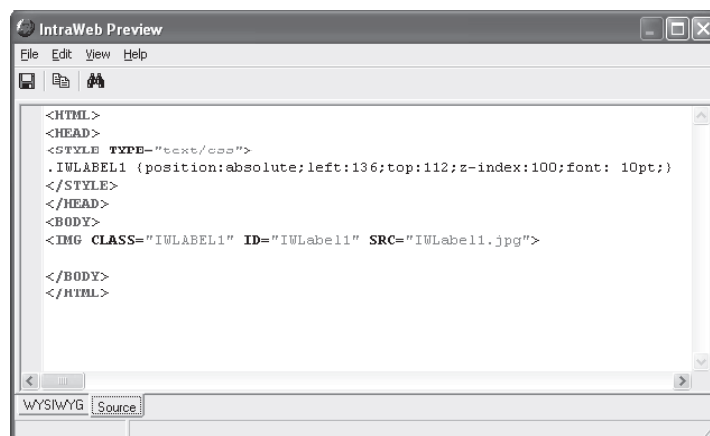 IntraWeb Preview
File Edit View Help
<HTML>
<HEAD>
<STYLE TYPE="text/css">
.IWLABEL1 {position:absolute;left:136;top:112;z-index:100;font: 10pt;}
</STYLE>
</HEAD>
<BODY>
<IMG CLASS="IWLABEL1" ID="IWLabel1" SRC="IWLabel1.jpg">
</BODY>
</HTML>
WYSIWYG Source